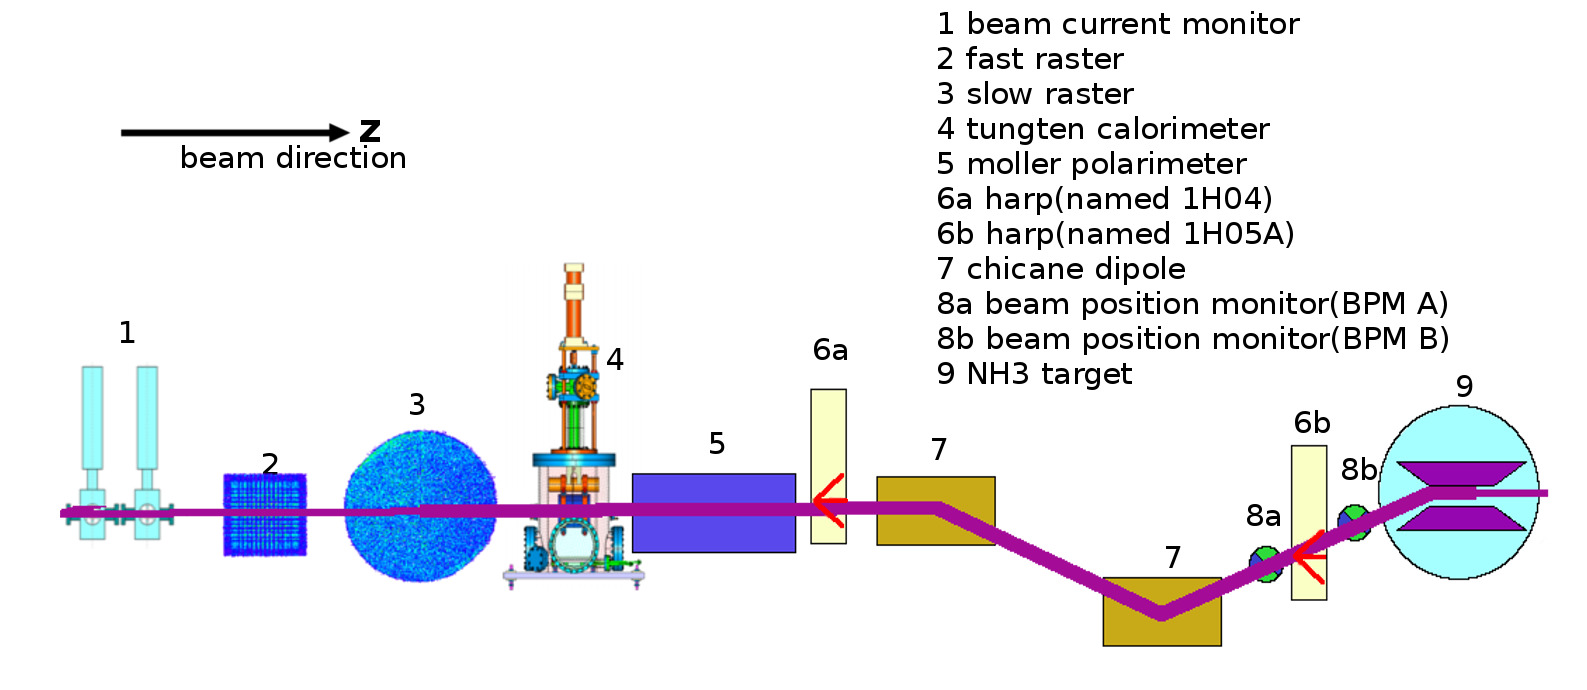 1 beam current monitor
2 fast raster
3 slow raster
4 tungten calorimeter
5 moller polarimeter
6a harp(named 1H04)
6b harp(named 1H05A)
7 chicane dipole
8a beam position monitor(BPM A)
8b beam position monitor(BPM B)
9 NH3 target
z
beam direction
1
2
3
4
5
6a
7
7
8a
6b
8b
9